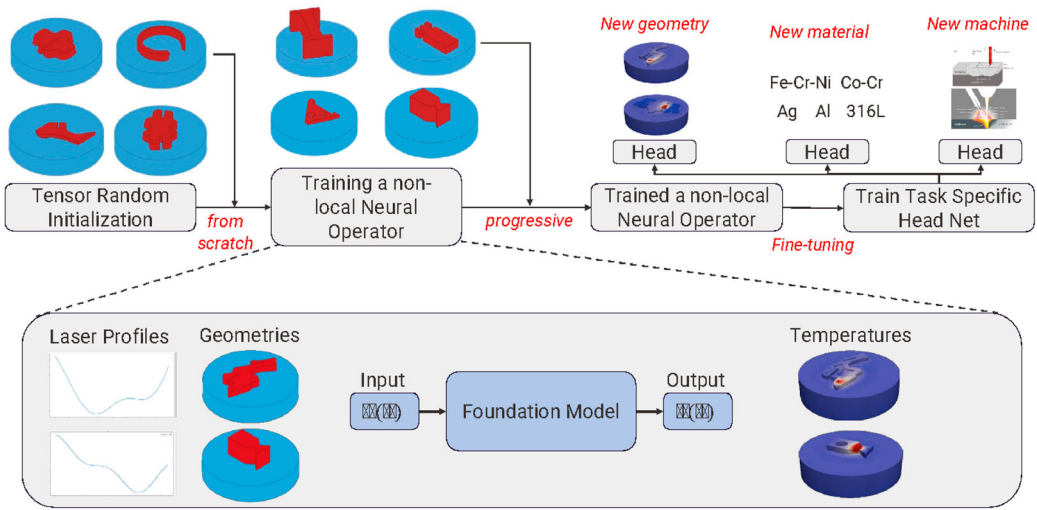 New geometry
New material
New machine
Fe-Cr-Ni Co-Cr
Ag Al 316L
Head
Head
Head
Tensor Random
Initialization
from
scratch
Training a non-
local Neural
Operator
progressive
Trained a non-local
Neural Operator
Fine-tuning
Train Task Specific
Head Net
Laser Profiles
Geometries
Temperatures
Input
Foundation Model
Output